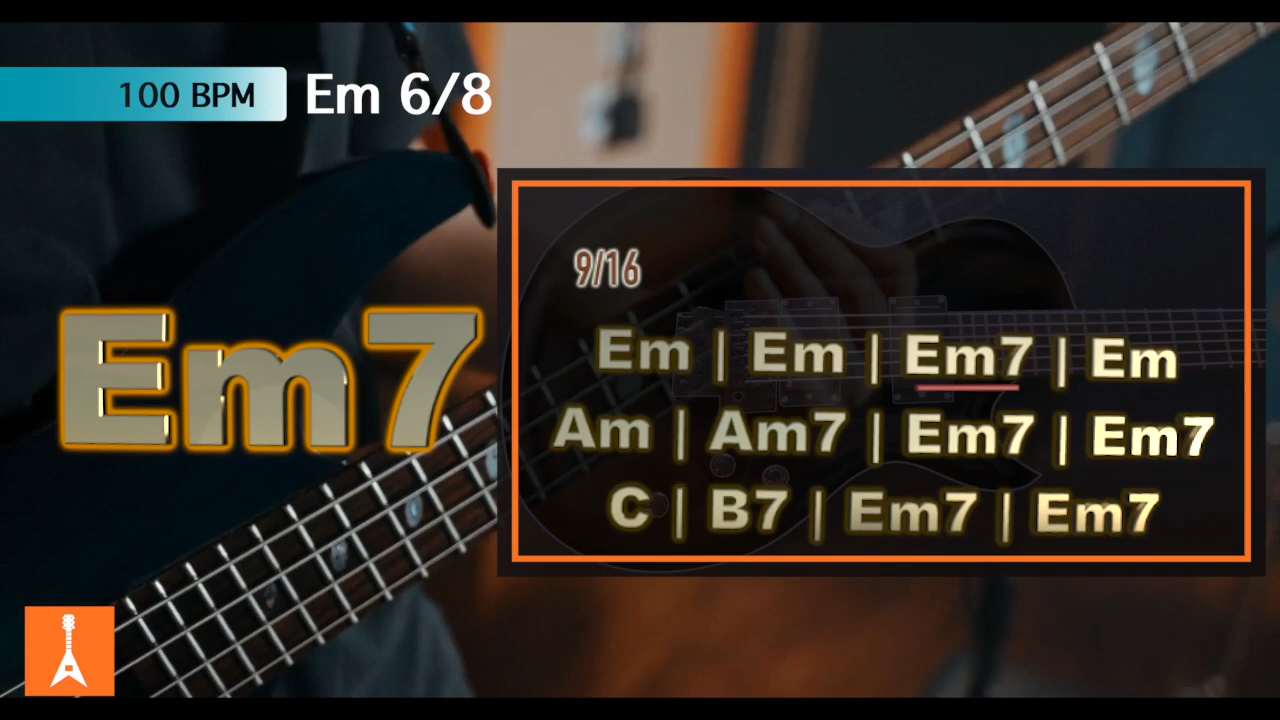 100 BPM Em 6/8
9/16
Em7
Em | Em | Em7 | Em
Am | Am7 | Em7 | Em7
C | B7 | Em7 | Em7